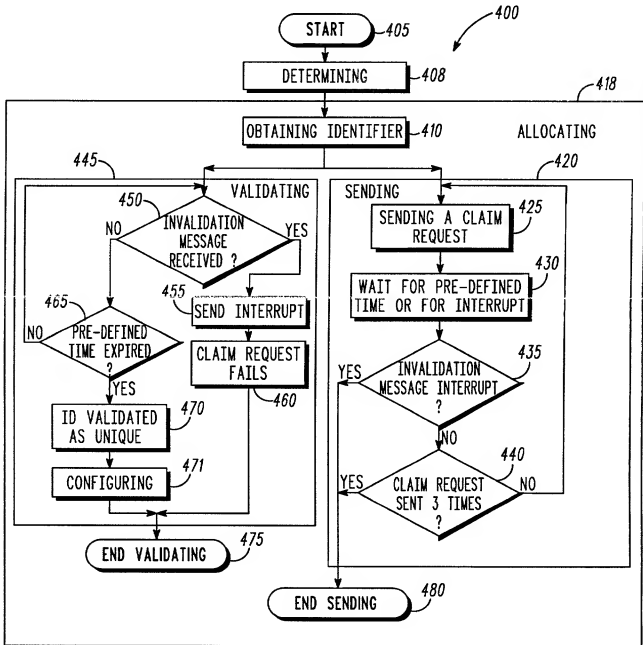 400
START
405
DETERMINING
408
418
OBTAINING IDENTIFIER
410
ALLOCATING
445
VALIDATING
450
NO
INVALIDATION
MESSAGE
RECEIVED ?
YES
455
SEND INTERRUPT
465
NO
PRE-DEFINED
TIME EXPIRED
?
YES
CLAIM REQUEST
FAILS
460
ID VALIDATED
AS UNIQUE
470
CONFIGURING
471
END VALIDATING
475
420
SENDING
SENDING A CLAIM
REQUEST
425
WAIT FOR PRE-DEFINED
TIME OR FOR INTERRUPT
430
435
YES
INVALIDATION
MESSAGE INTERRUPT
?
NO
440
YES
CLAIM REQUEST
SENT 3 TIMES
?
NO
END SENDING
480